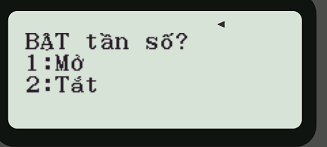 BẬT tần số?
1:Mở
2:Tắt